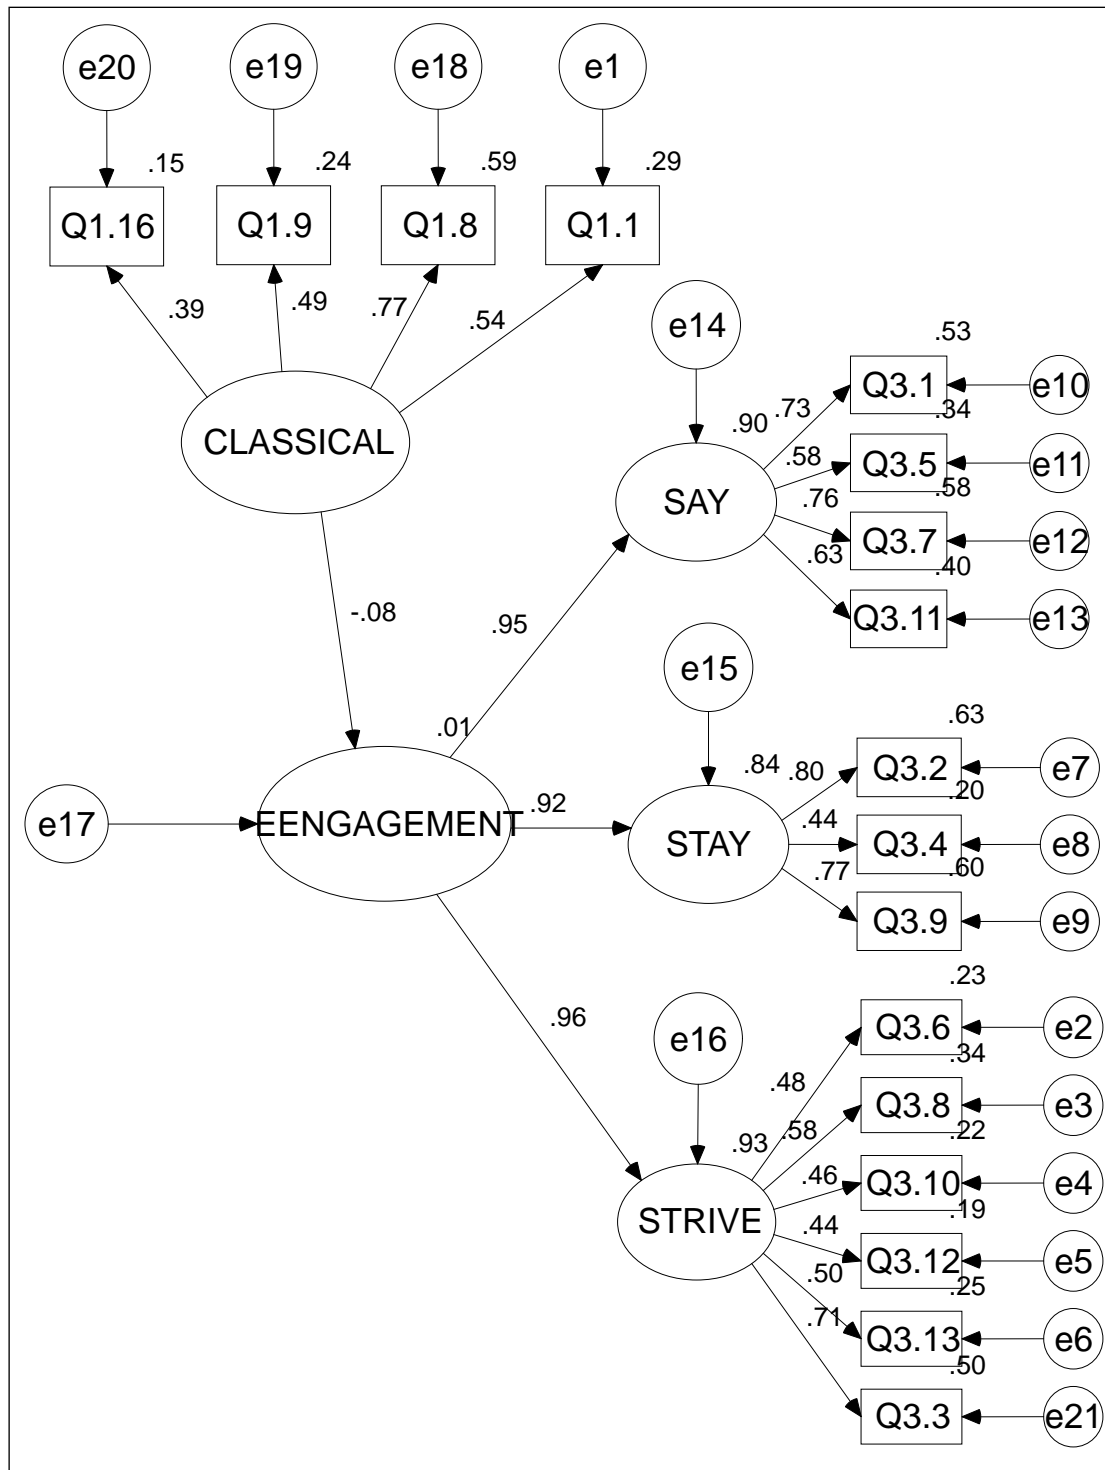 e20 e19 e18 e1
.15 .24 .59 .29
Q1.16 Q1.9 Q1.8 Q1.1
.39 .49 .77 .54
CLASSICAL
e14
.53
Q3.1 e10
.90 .73
.34
.58
Q3.5 e11
.58
.76
SAY
Q3.7 e12
.63
.40
Q3.11 e13
-.08
.95
e15
.01
.63
.84 .80
Q3.2 e7
.20
e17
EENGAGEMENT
.92
.44
STAY
Q3.4 e8
.60
.77
Q3.9 e9
.23
.96
e16
Q3.6 e2
.34
.48
Q3.8 e3
.22
.93 .58
.46
Q3.10 e4
.19
STRIVE
.44
Q3.12 e5
.25
.50
Q3.13 e6
.50
.71
Q3.3 e21